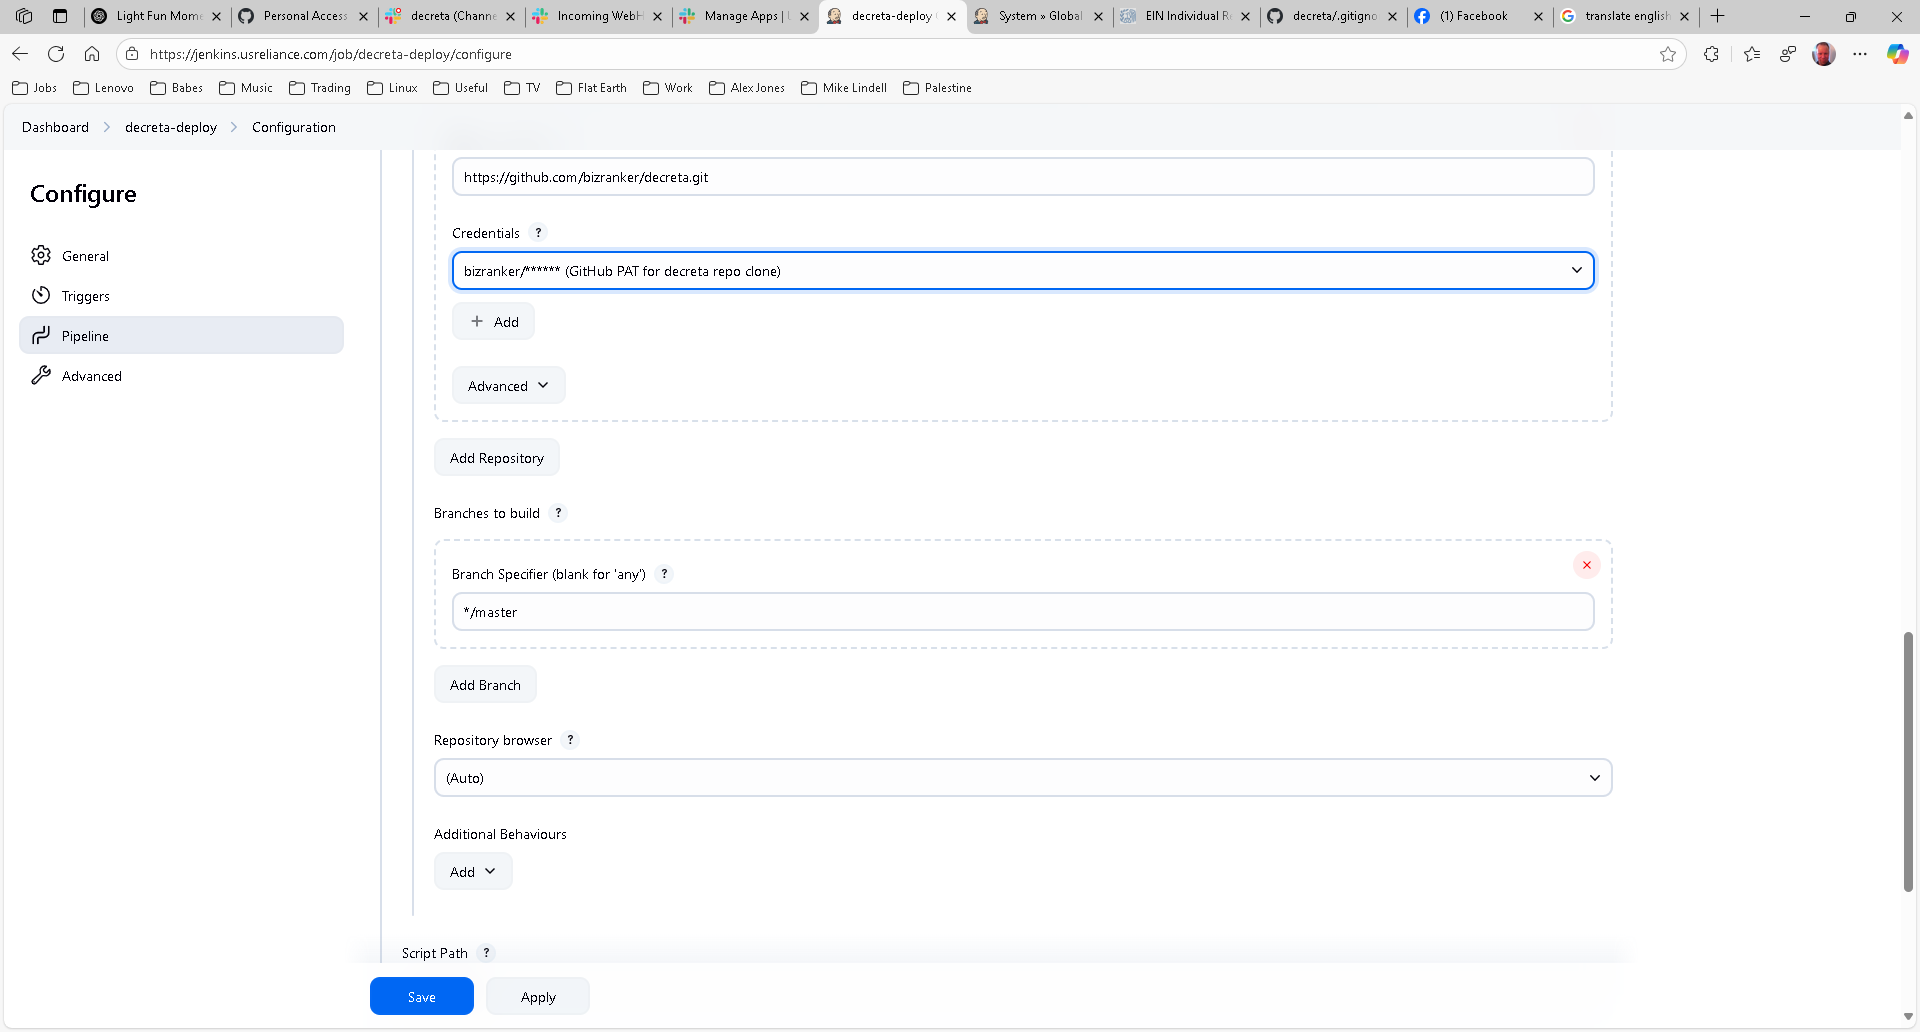 Light Fun Mome
Personal Access
decreta (Channe
Incoming WebH
Manage Apps | U
decreta-deploy
System » Global
EIN Individual R
decreta/.gitigno
(1) Facebook
translate english
https://jenkins.usreliance.com/job/decreta-deploy/configure
Jobs
Lenovo
Babes
Music
Trading
Linux
Useful
TV
Flat Earth
Work
Alex Jones
Mike Lindell
Palestine
Dashboard
decreta-deploy
Configuration
Configure
General
Triggers
Pipeline
Advanced
https://github.com/bizranker/decreta.git
Credentials ?
bizranker/****** (GitHub PAT for decreta repo clone)
+ Add
Advanced
Add Repository
Branches to build ?
Branch Specifier (blank for 'any') ?
*/master
Add Branch
Repository browser ?
(Auto)
Additional Behaviours
Add
Script Path ?
Save
Apply